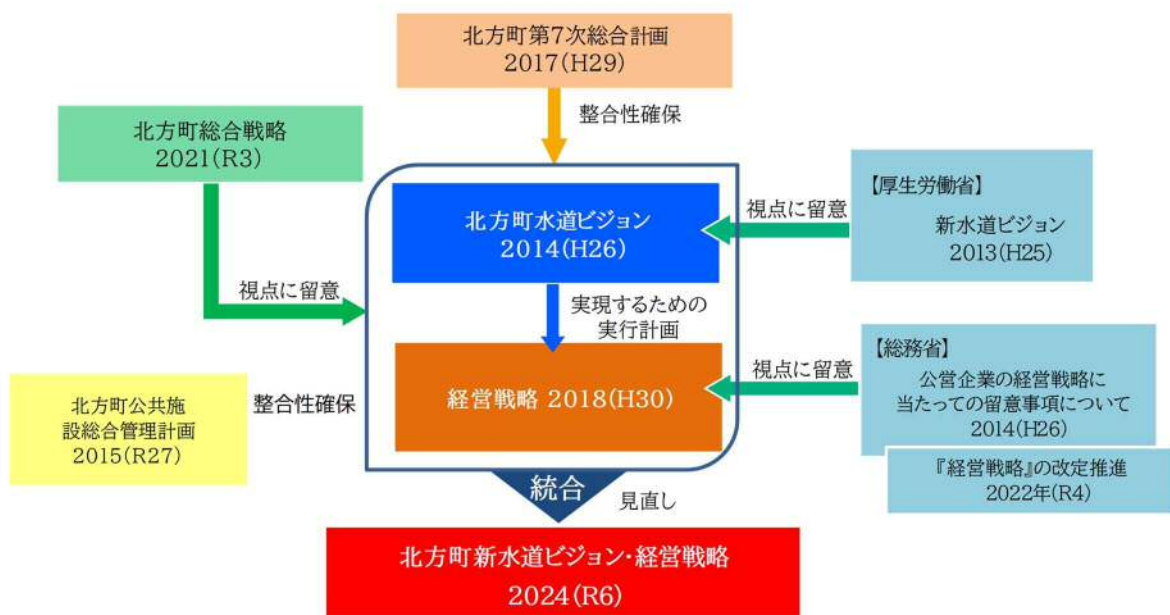 北方町第7次総合計画
2017(H29)
整合性確保
北方町総合戦略
2021(R3)
視点に留意
北方町水道ビジョン
2014(H26)
視点に留意
【厚生労働省】
新水道ビジョン
2013(H25)
実現するための
実行計画
経営戦略 2018(H30)
視点に留意
【総務省】
公営企業の経営戦略に
当たっての留意事項について
2014(H26)
『経営戦略』の改定推進
2022年(R4)
北方町公共施
設総合管理計画
2015(R27)
整合性確保
統合
見直し
北方町新水道ビジョン・経営戦略
2024(R6)